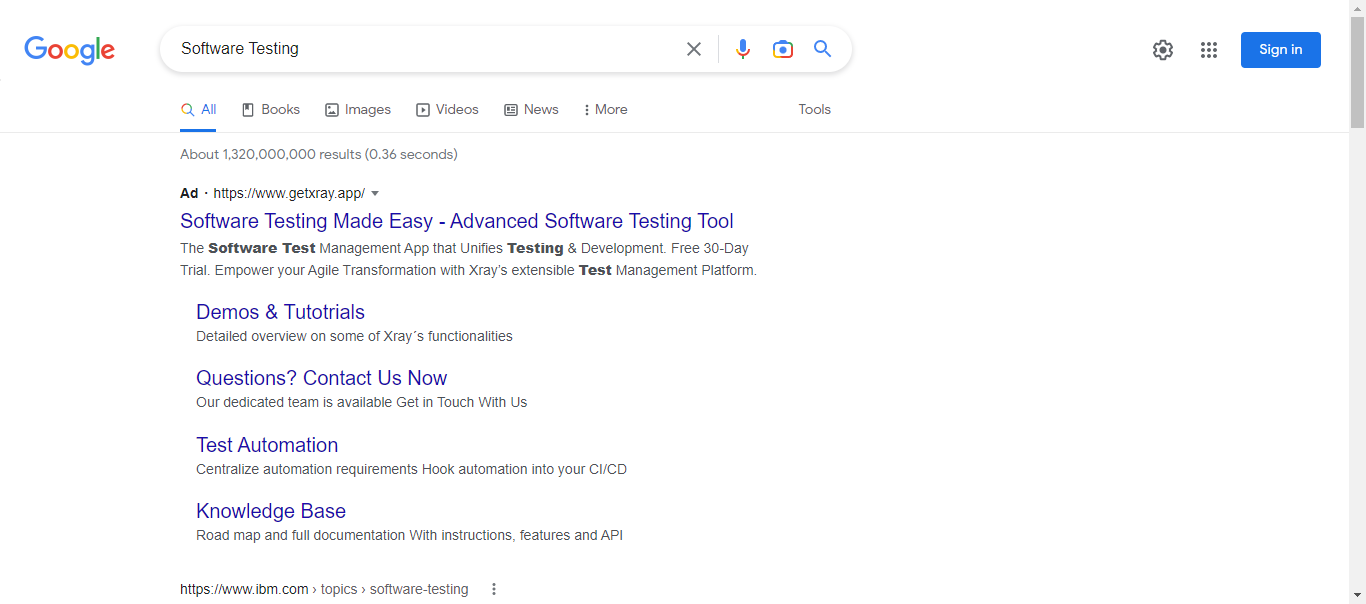 Google
Software Testing
Sign in
All Books Images Videos News More Tools
About 1,320,000,000 results (0.36 seconds)
Ad · https://www.getxray.app/
Software Testing Made Easy - Advanced Software Testing Tool
The Software Test Management App that Unifies Testing & Development. Free 30-Day
Trial. Empower your Agile Transformation with Xray's extensible Test Management Platform.
Demos & Tutotrials
Detailed overview on some of Xray´s functionalities
Questions? Contact Us Now
Our dedicated team is available Get in Touch With Us
Test Automation
Centralize automation requirements Hook automation into your CI/CD
Knowledge Base
Road map and full documentation With instructions, features and API
https://www.ibm.com › topics › software-testing